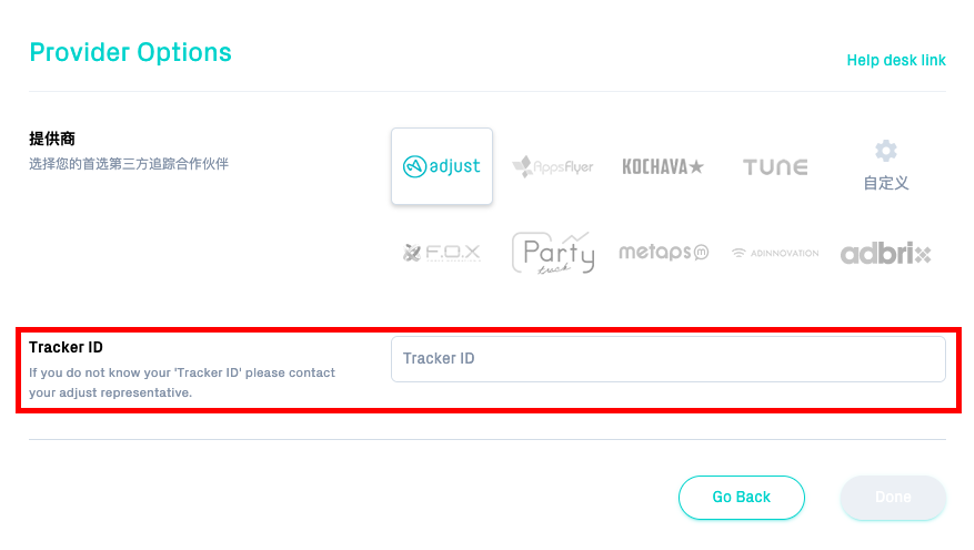 Provider Options
Help desk link
提供商
选择您的首选第三方追踪合作伙伴
adjust
AppsFlyer
KOCHAVA★
TUNE
自定义
F.O.X
Party
track
metaps
ADINNOVATION
adbrix
Tracker ID
If you do not know your 'Tracker ID' please contact
your adjust representative.
Tracker ID
Go Back
Done